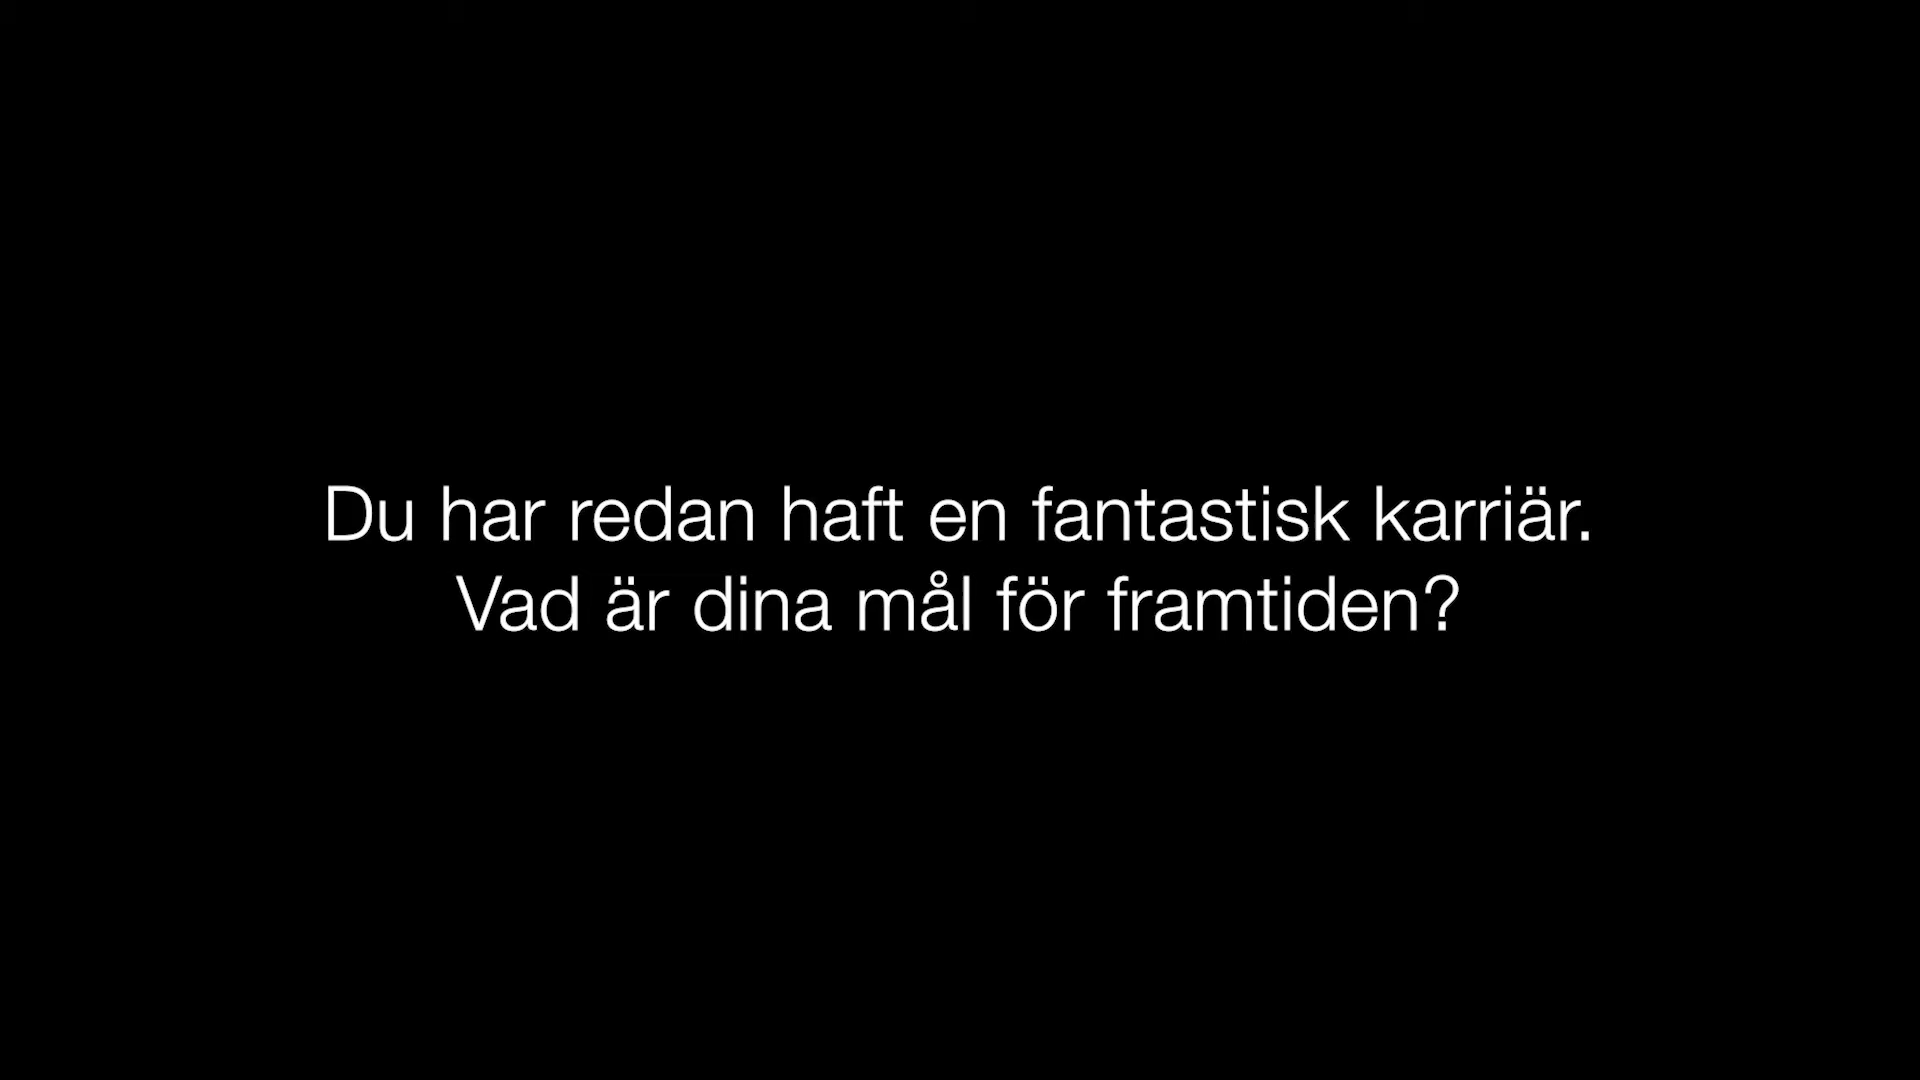 Du har redan haft en fantastisk karriär.
Vad är dina mål för framtiden?